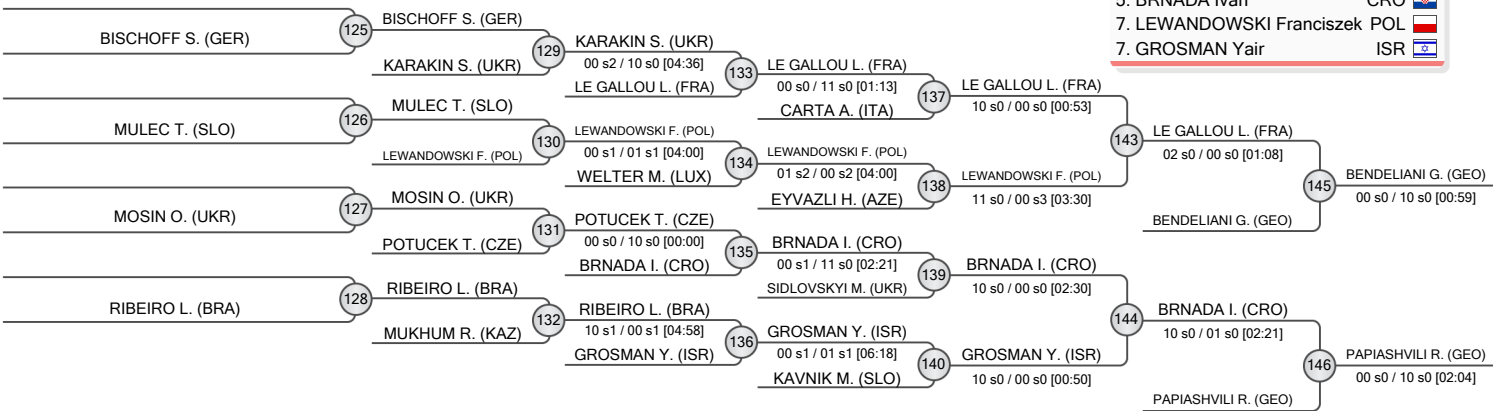 5. BRNADA Ivan CRO
7. LEWANDOWSKI Franciszek POL
7. GROSMAN Yair ISR
BISCHOFF S. (GER)
125
MULEC T. (SLO)
126
MOSIN O. (UKR)
127
RIBEIRO L. (BRA)
128
BISCHOFF S. (GER)
129
KARAKIN S. (UKR)
MULEC T. (SLO)
130
LEWANDOWSKI F. (POL)
MOSIN O. (UKR)
131
POTUCEK T. (CZE)
RIBEIRO L. (BRA)
132
MUKHUM R. (KAZ)
KARAKIN S. (UKR)
00 s2 / 10 s0 [04:36]
133
LE GALLOU L. (FRA)
LEWANDOWSKI F. (POL)
00 s1 / 01 s1 [04:00]
134
WELTER M. (LUX)
POTUCEK T. (CZE)
00 s0 / 10 s0 [00:00]
135
BRNADA I. (CRO)
RIBEIRO L. (BRA)
10 s1 / 00 s1 [04:58]
136
GROSMAN Y. (ISR)
LE GALLOU L. (FRA)
00 s0 / 11 s0 [01:13]
137
CARTA A. (ITA)
LEWANDOWSKI F. (POL)
01 s2 / 00 s2 [04:00]
138
EYVAZLI H. (AZE)
BRNADA I. (CRO)
00 s1 / 11 s0 [02:21]
139
SIDLOVSKYI M. (UKR)
GROSMAN Y. (ISR)
00 s1 / 01 s1 [06:18]
140
KAVNIK M. (SLO)
LE GALLOU L. (FRA)
10 s0 / 00 s0 [00:53]
143
LEWANDOWSKI F. (POL)
11 s0 / 00 s3 [03:30]
BRNADA I. (CRO)
10 s0 / 00 s0 [02:30]
144
GROSMAN Y. (ISR)
10 s0 / 00 s0 [00:50]
LE GALLOU L. (FRA)
02 s0 / 00 s0 [01:08]
145
BENDELIANI G. (GEO)
BRNADA I. (CRO)
10 s0 / 01 s0 [02:21]
146
PAPIASHVILI R. (GEO)
BENDELIANI G. (GEO)
00 s0 / 10 s0 [00:59]
PAPIASHVILI R. (GEO)
00 s0 / 10 s0 [02:04]